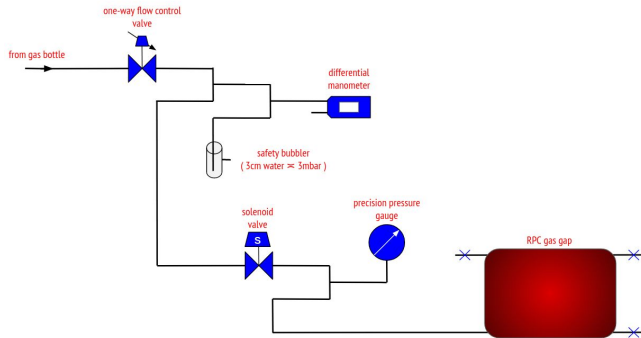 one-way flow control
valve
from gas bottle
differential
manometer
safety bubbler
( 3cm water ≍ 3mbar )
precision pressure
gauge
solenoid
valve
S
RPC gas gap